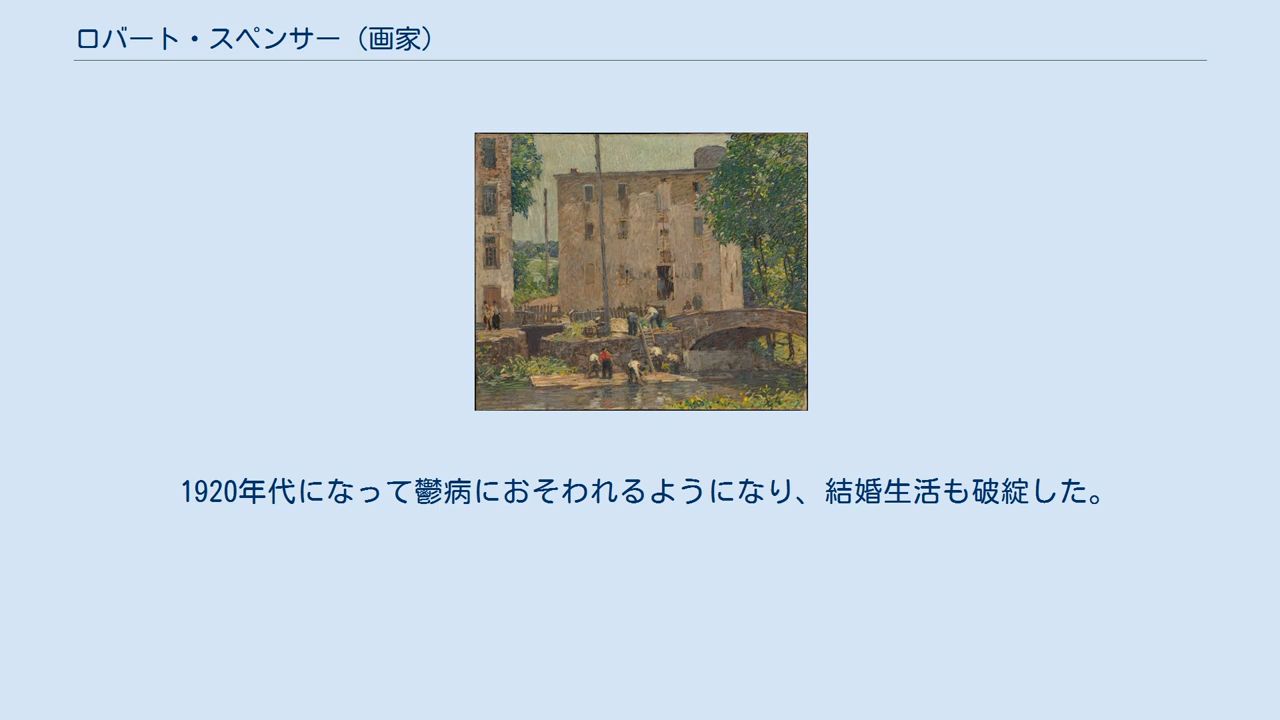 ロバート・スペンサー（画家）
1920年代になって鬱病におそわれるようになり、結婚生活も破綻した。